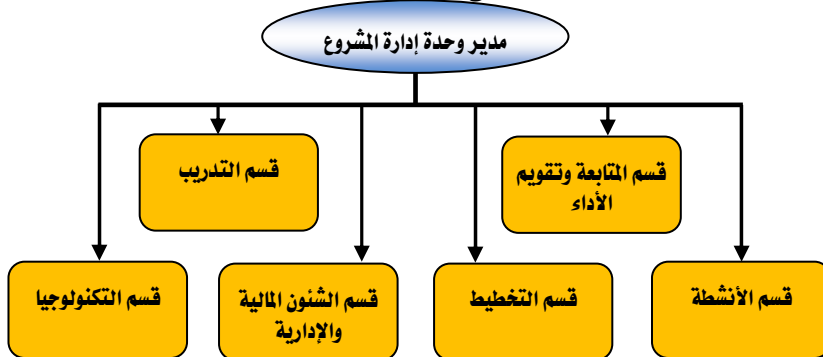 مدير وحدة إدارة المشروع
قسم المتابعة وتقويم
الأداء
قسم التدريب
قسم الأنشطة
قسم التخطيط
قسم الشئون المالية
والإدارية
قسم التكنولوجيا